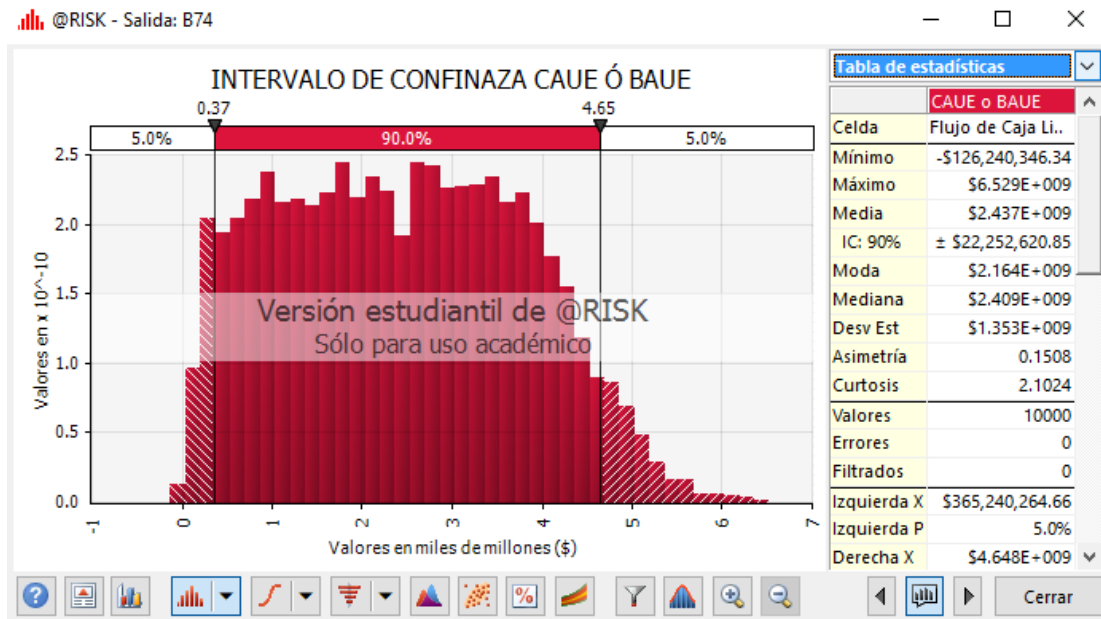 @RISK - Salida: B74
INTERVALO DE CONFINAZA CAUE Ó BAUE
0.37 4.65
5.0% 90.0% 5.0%
2.5
2.0
1.5
1.0
0.5
0.0
Valores en x 10^-10
-1 0 1 2 3 4 5 6 7
Valores en miles de millones ($)
Versión estudiantil de @RISK
Sólo para uso académico
Tabla de estadísticas
CAUE o BAUE
Celda Flujo de Caja Li..
Mínimo -$126,240,346.34
Máximo $6.529E+009
Media $2.437E+009
IC: 90% ± $22,252,620.85
Moda $2.164E+009
Mediana $2.409E+009
Desv Est $1.353E+009
Asimetría 0.1508
Curtosis 2.1024
Valores 10000
Errores 0
Filtrados 0
Izquierda X $365,240,264.66
Izquierda P 5.0%
Derecha X $4.648E+009
? %
Cerrar